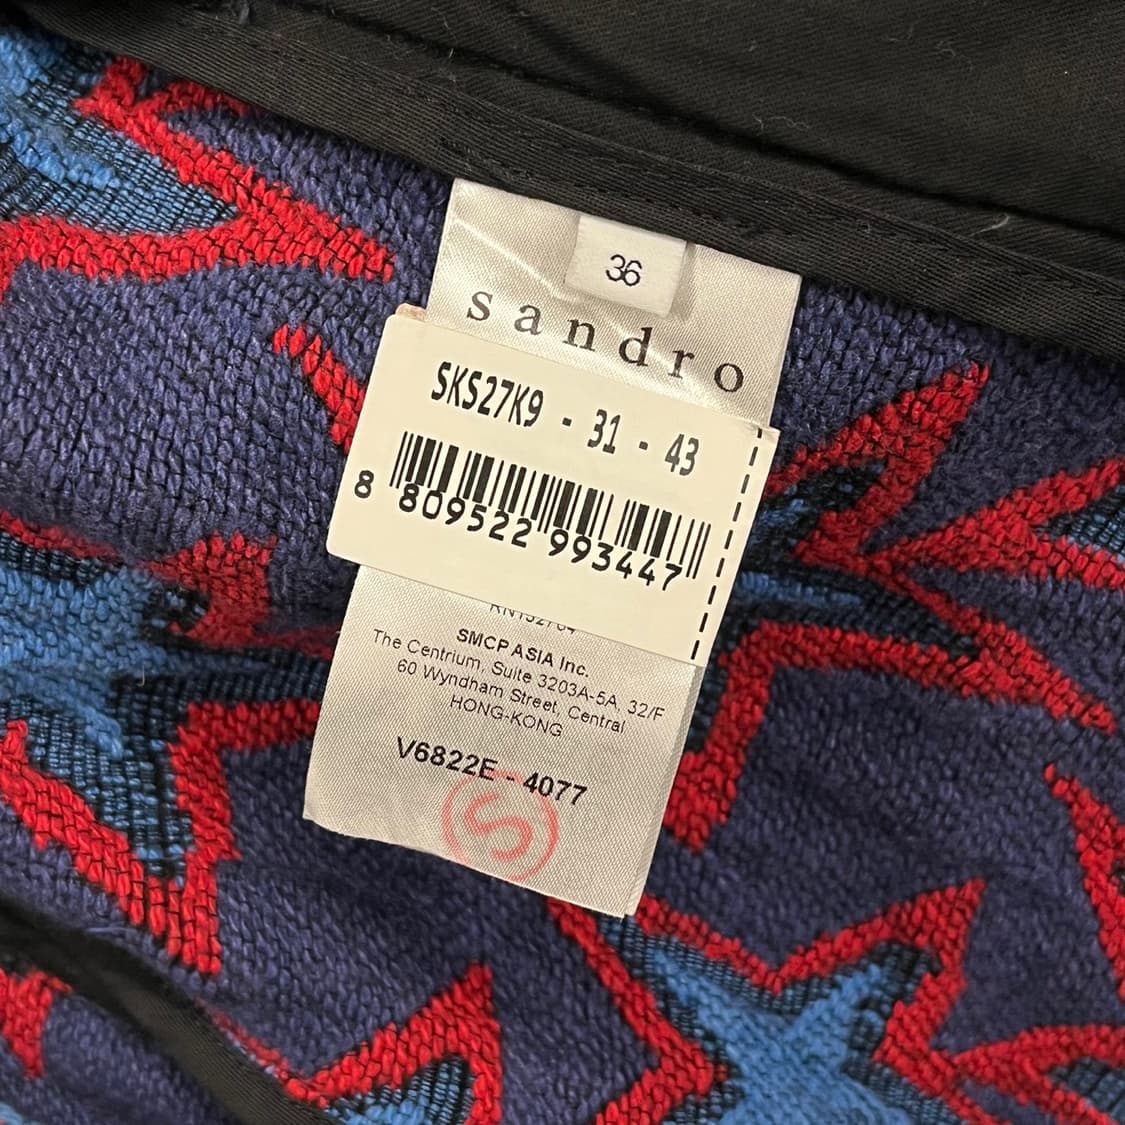 36
sandro
SKS27K9 - 31 - 43
8 809522 993447
SMCP ASIA Inc.
The Centrium, Suite 3203A-5A, 32/F
60 Wyndham Street, Central
HONG-KONG
V6822E - 4077
S